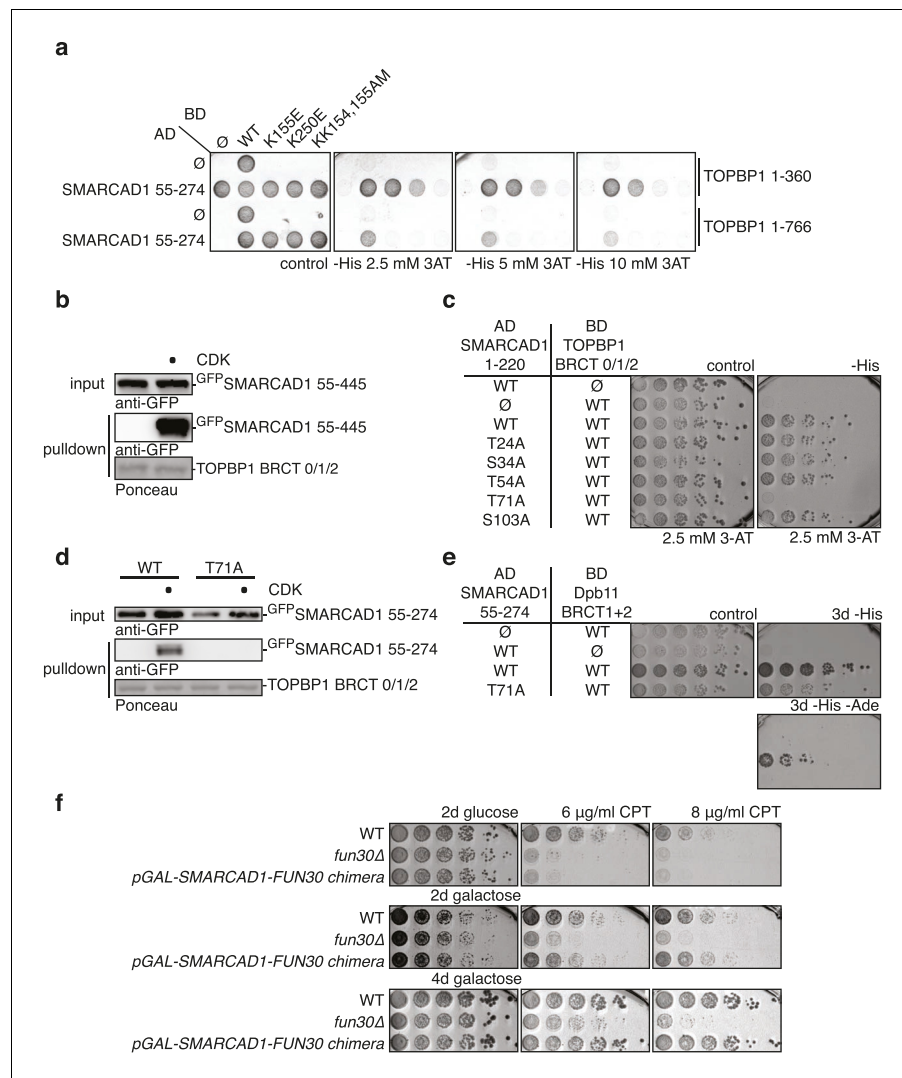 a
BD
AD
Ø
WT
K155E
K250E
KK154,155AM
Ø
SMARCAD1 55-274
Ø
SMARCAD1 55-274
TOPBP1 1-360
TOPBP1 1-766
control
-His 2.5 mM 3AT
-His 5 mM 3AT
-His 10 mM 3AT
b
• CDK
input
GFPSMARCAD1 55-445
anti-GFP
pulldown
GFPSMARCAD1 55-445
anti-GFP
-TOPBP1 BRCT 0/1/2
Ponceau
c
AD SMARCAD1 1-220
BD TOPBP1 BRCT 0/1/2
control
-His
WT Ø
Ø WT
WT WT
T24A WT
S34A WT
T54A WT
T71A WT
S103A WT
2.5 mM 3-AT
2.5 mM 3-AT
d
WT T71A
• • CDK
input
GFPSMARCAD1 55-274
anti-GFP
pulldown
GFPSMARCAD1 55-274
anti-GFP
-TOPBP1 BRCT 0/1/2
Ponceau
e
AD SMARCAD1 55-274
BD Dpb11 BRCT1+2
control
3d -His
Ø WT
WT Ø
WT WT
T71A WT
3d -His -Ade
f
2d glucose
6 µg/ml CPT
8 µg/ml CPT
WT
fun30Δ
pGAL-SMARCAD1-FUN30 chimera
2d galactose
WT
fun30Δ
pGAL-SMARCAD1-FUN30 chimera
4d galactose
WT
fun30Δ
pGAL-SMARCAD1-FUN30 chimera